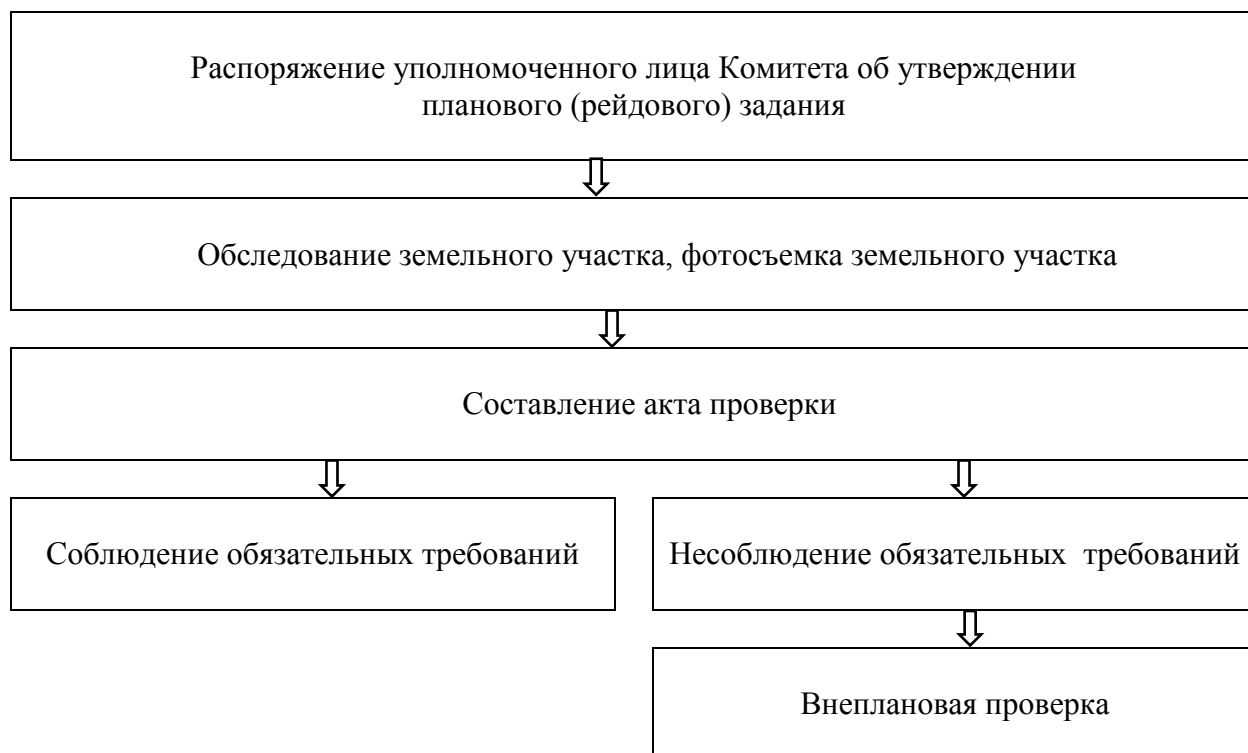 Распоряжение уполномоченного лица Комитета об утверждении
планового (рейдового) задания
Обследование земельного участка, фотосъемка земельного участка
Составление акта проверки
Соблюдение обязательных требований
Несоблюдение обязательных  требований
Внеплановая проверка